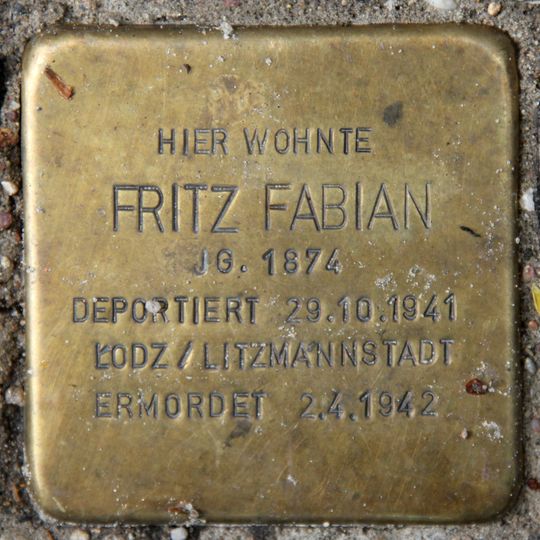 HIER WOHNTE
FRITZ FABIAN
JG. 1874
DEPORTIERT 29.10.1941
ŁODZ / LITZMANNSTADT
ERMORDET 2.4.1942